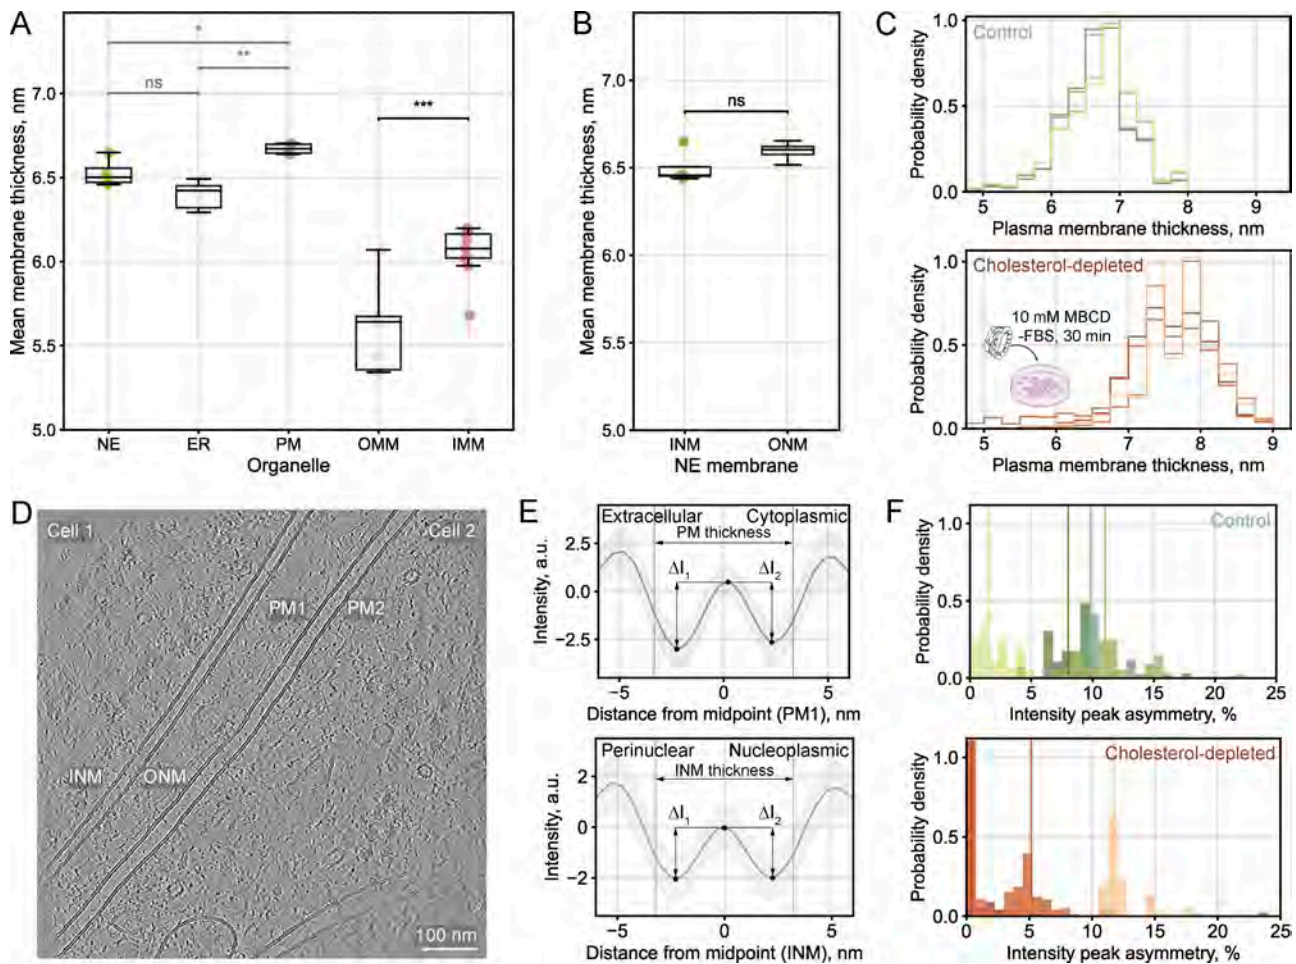 A
Mean membrane thickness, nm
7.0
6.5
6.0
5.5
5.0
*
**
ns
***
NE ER PM OMM IMM
Organelle
B
Mean membrane thickness, nm
7.0
6.5
6.0
5.5
5.0
ns
INM ONM
NE membrane
C
Probability density
1.0
0.5
0.0
Control
5 6 7 8 9
Plasma membrane thickness, nm
Probability density
1.0
0.5
0.0
Cholesterol-depleted
10 mM MBCD
-FBS, 30 min
5 6 7 8 9
Plasma membrane thickness, nm
D
Cell 1
Cell 2
PM1
PM2
INM
ONM
100 nm
E
Intensity, a.u.
2.5
0.0
−2.5
Extracellular Cytoplasmic
PM thickness
ΔI1 ΔI2
−5 0 5
Distance from midpoint (PM1), nm
Intensity, a.u.
2
0
−2
Perinuclear Nucleoplasmic
INM thickness
ΔI1 ΔI2
−5 0 5
Distance from midpoint (INM), nm
F
Probability density
1.0
0.5
0.0
Control
0 5 10 15 20 25
Intensity peak asymmetry, %
Probability density
1.0
0.5
0.0
Cholesterol-depleted
0 5 10 15 20 25
Intensity peak asymmetry, %